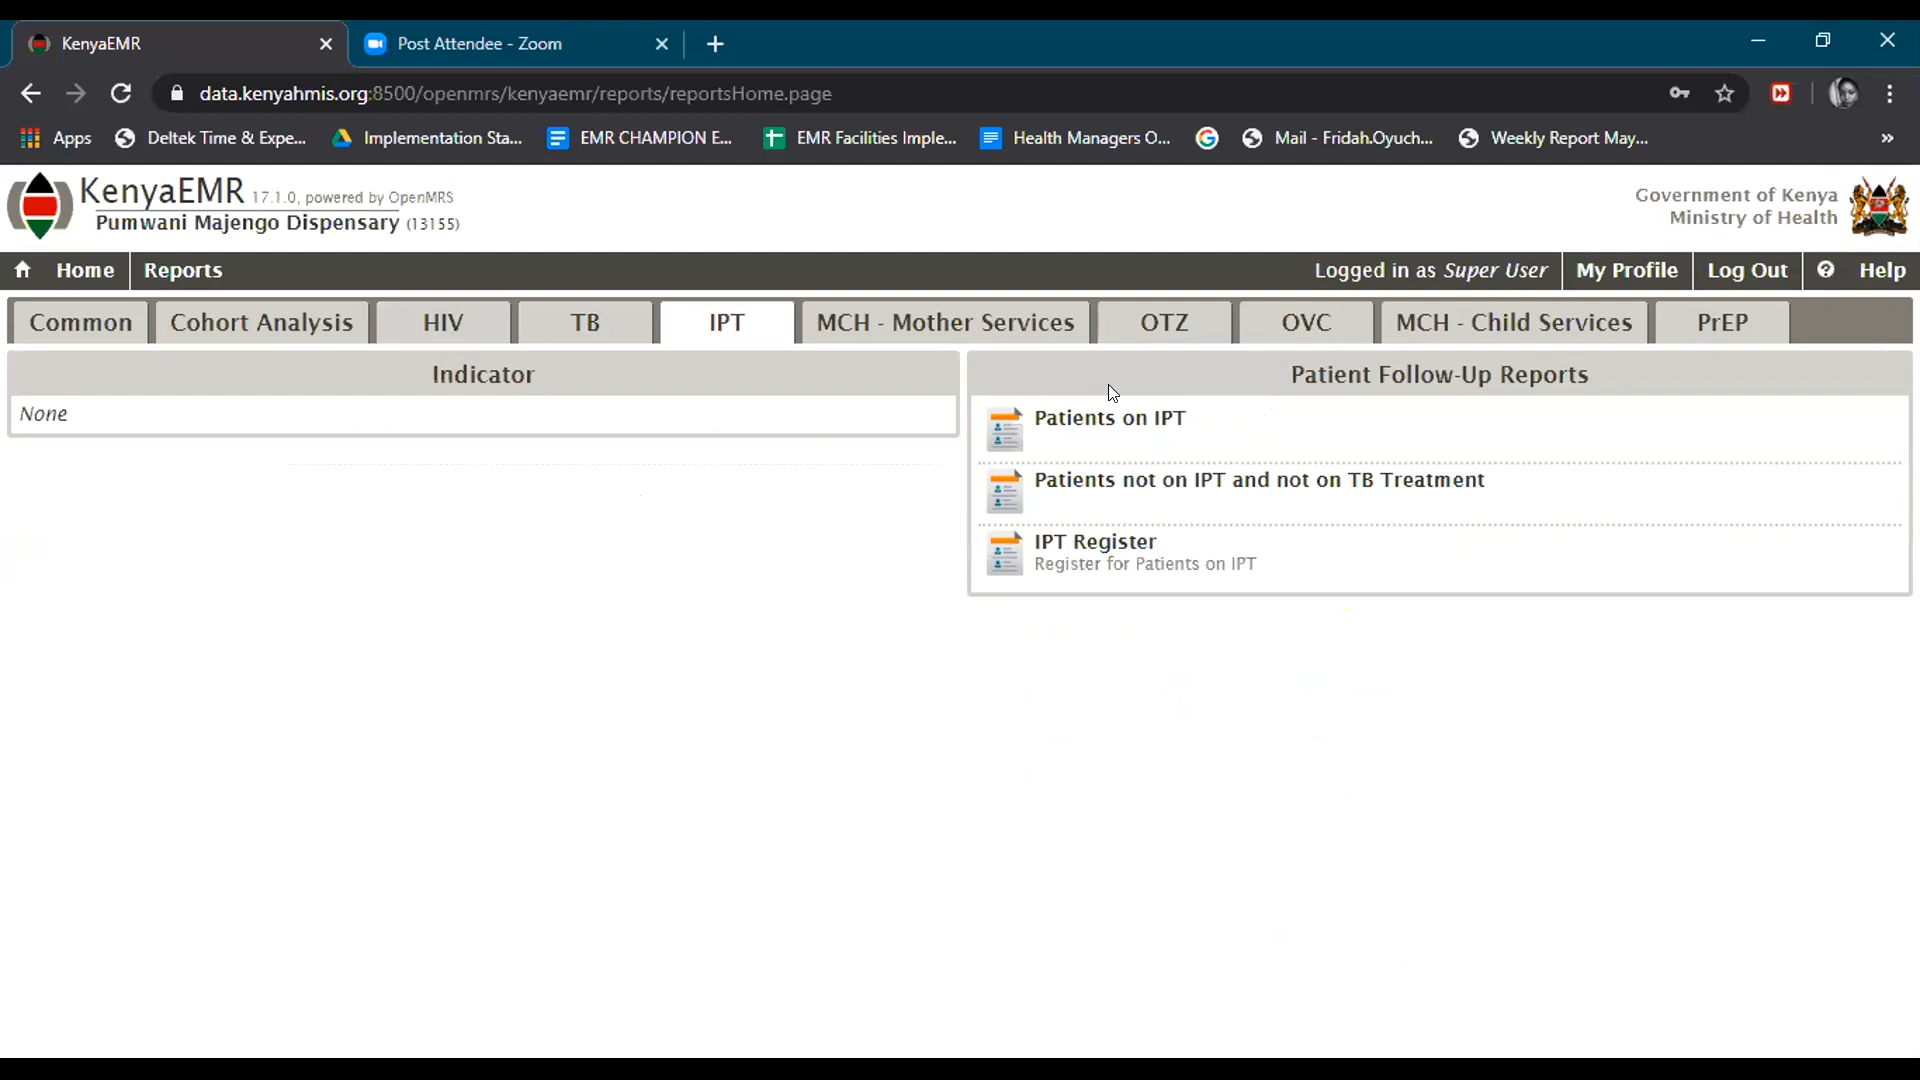 KenyaEMR
Post Attendee - Zoom
data.kenyahmis.org:8500/openmrs/kenyaemr/reports/reportsHome.page
Apps
Deltek Time & Expe...
Implementation Sta...
EMR CHAMPION E...
EMR Facilities Imple...
Health Managers O...
Mail - Fridah.Oyuch...
Weekly Report May...
KenyaEMR 17.1.0, powered by OpenMRS
Pumwani Majengo Dispensary (13155)
Government of Kenya
Ministry of Health
Home Reports Logged in as Super User My Profile Log Out Help
Common Cohort Analysis HIV TB IPT MCH - Mother Services OTZ OVC MCH - Child Services PrEP
Indicator
None
Patient Follow-Up Reports
Patients on IPT
Patients not on IPT and not on TB Treatment
IPT Register
Register for Patients on IPT